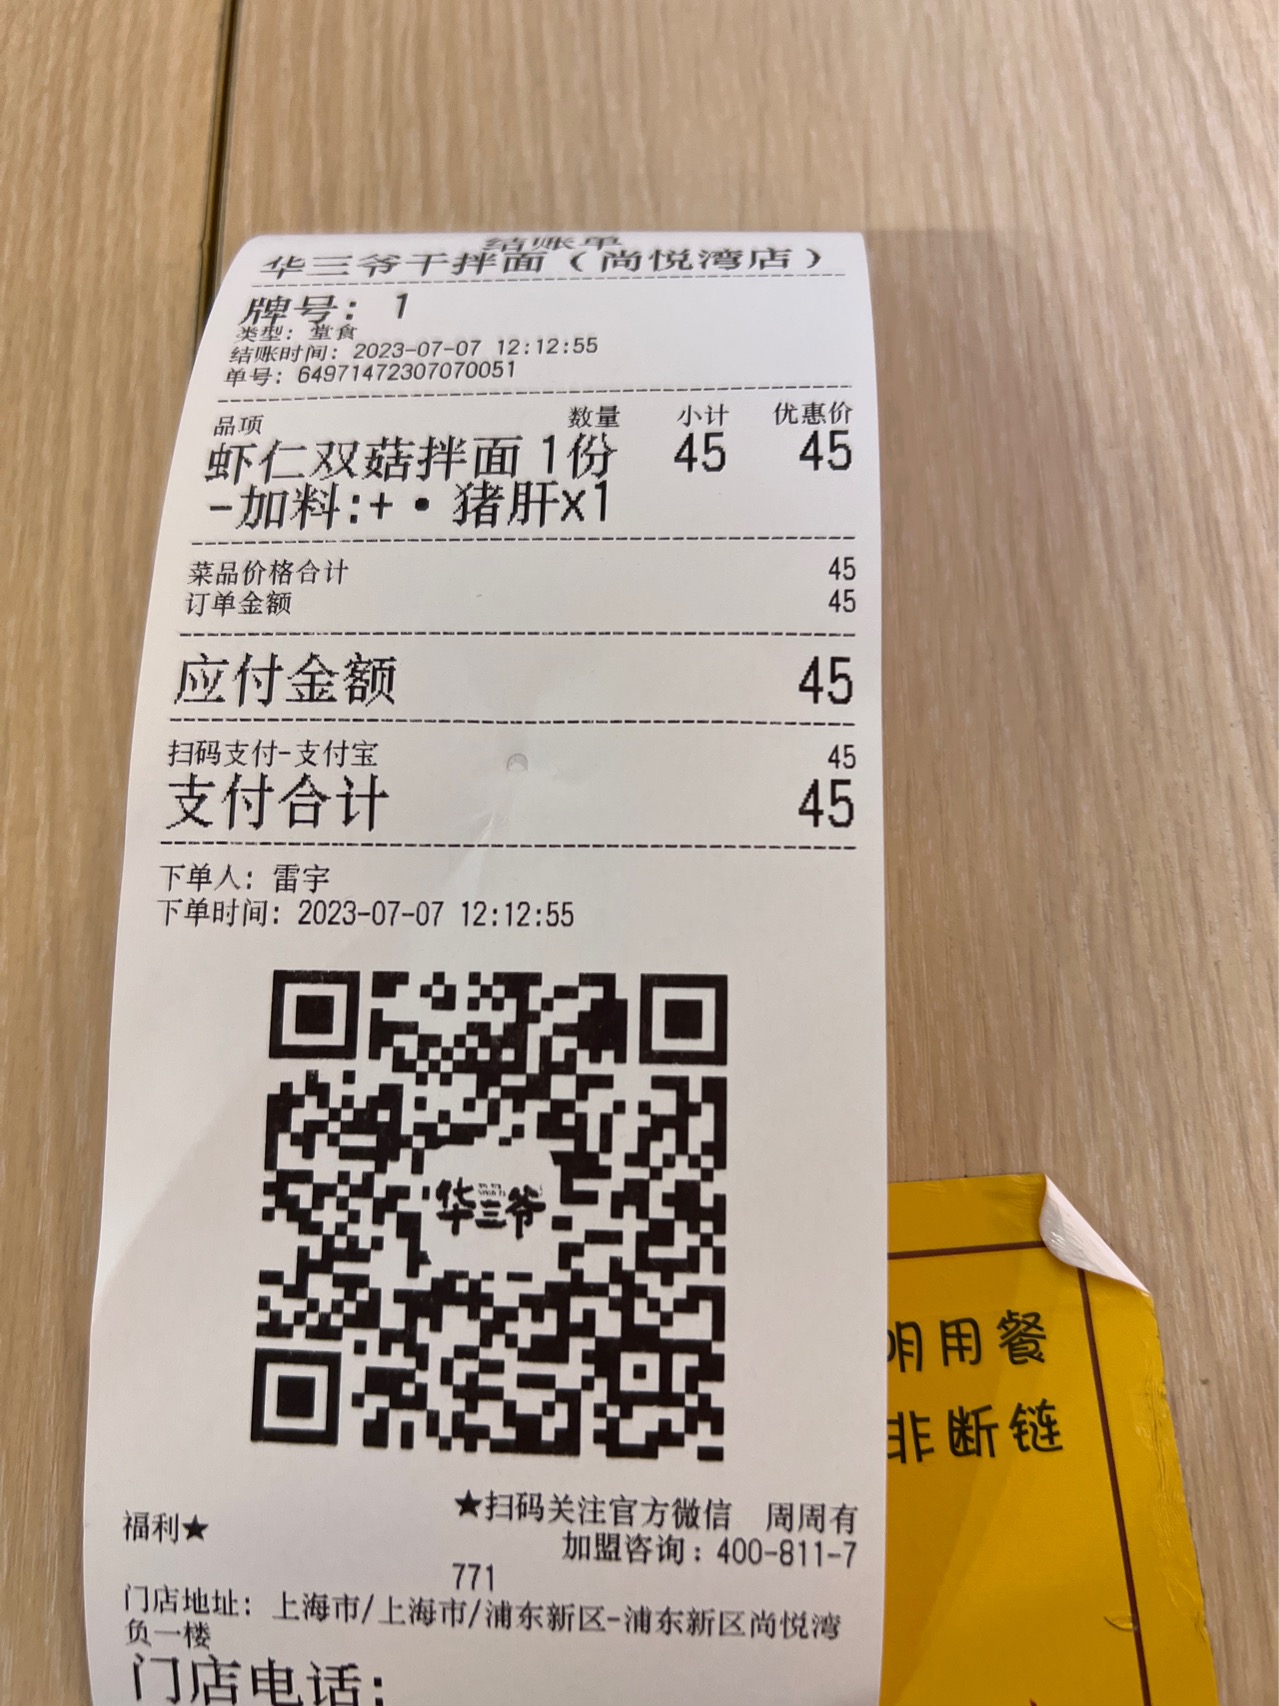 结账单
华三爷干拌面（尚悦湾店）
牌号：1
类型：堂食
结账时间：2023-07-07 12:12:55
单号：64971472307070051
品项 数量 小计 优惠价
虾仁双菇拌面 1份 45 45
-加料:+·猪肝x1
菜品价格合计 45
订单金额 45
应付金额 45
扫码支付-支付宝 45
支付合计 45
下单人：雷宇
下单时间：2023-07-07 12:12:55
华三爷
★扫码关注官方微信 周周有
福利★
加盟咨询：400-811-7
771
门店地址：上海市/上海市/浦东新区-浦东新区尚悦湾
负一楼
门店电话：
明用餐
非断链